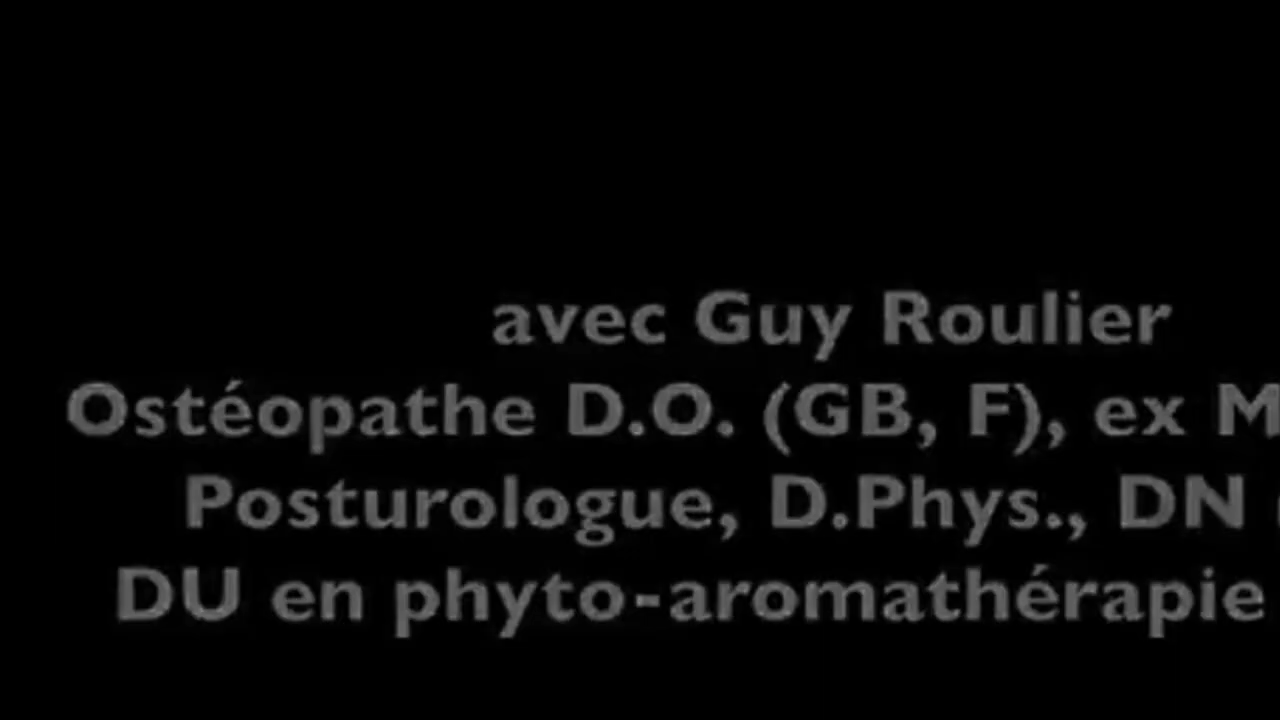 avec Guy Roulier
Ostéopathe D.O. (GB, F), ex M
Posturologue, D.Phys., DN
DU en phyto-aromathérapie